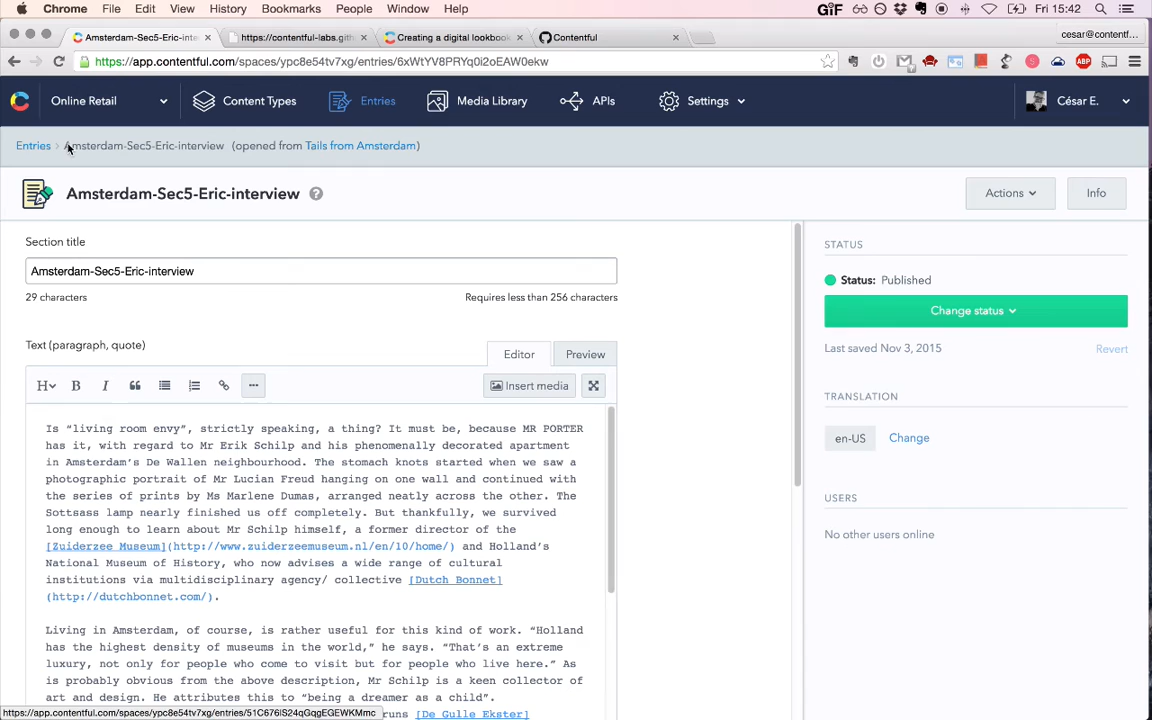 Chrome File Edit View History Bookmarks People Window Help GiF Fri 15:42
Amsterdam-Sec5-Eric-inte × https://contentful-labs.gith × Creating a digital lookbook × Contentful × cesar@contentf...
https://app.contentful.com/spaces/ypc8e54tv7xg/entries/6xWtYV8PRYq0i2oEAW0ekw
Online Retail Content Types Entries Media Library APIs Settings César E.
Entries › Amsterdam-Sec5-Eric-interview (opened from Tails from Amsterdam)
Amsterdam-Sec5-Eric-interview ? Actions Info
Section title
Amsterdam-Sec5-Eric-interview
29 characters Requires less than 256 characters
Text (paragraph, quote) Editor Preview
H B I Insert media
Is “living room envy”, strictly speaking, a thing? It must be, because MR PORTER
has it, with regard to Mr Erik Schilp and his phenomenally decorated apartment
in Amsterdam’s De Wallen neighbourhood. The stomach knots started when we saw a
photographic portrait of Mr Lucian Freud hanging on one wall and continued with
the series of prints by Ms Marlene Dumas, arranged neatly across the other. The
Sottsass lamp nearly finished us off completely. But thankfully, we survived
long enough to learn about Mr Schilp himself, a former director of the
[Zuiderzee Museum](http://www.zuiderzeemuseum.nl/en/10/home/) and Holland’s
National Museum of History, who now advises a wide range of cultural
institutions via multidisciplinary agency/ collective [Dutch Bonnet]
(http://dutchbonnet.com/).
Living in Amsterdam, of course, is rather useful for this kind of work. “Holland
has the highest density of museums in the world,” he says. “That’s an extreme
luxury, not only for people who come to visit but for people who live here.” As
is probably obvious from the above description, Mr Schilp is a keen collector of
art and design. He attributes this to “being a dreamer as a child”.
runs [De Gulle Ekster]
STATUS
Status: Published
Change status
Last saved Nov 3, 2015 Revert
TRANSLATION
en-US Change
USERS
No other users online
https://app.contentful.com/spaces/ypc8e54tv7xg/entries/51C676lS24qGqgEGEWKMmc